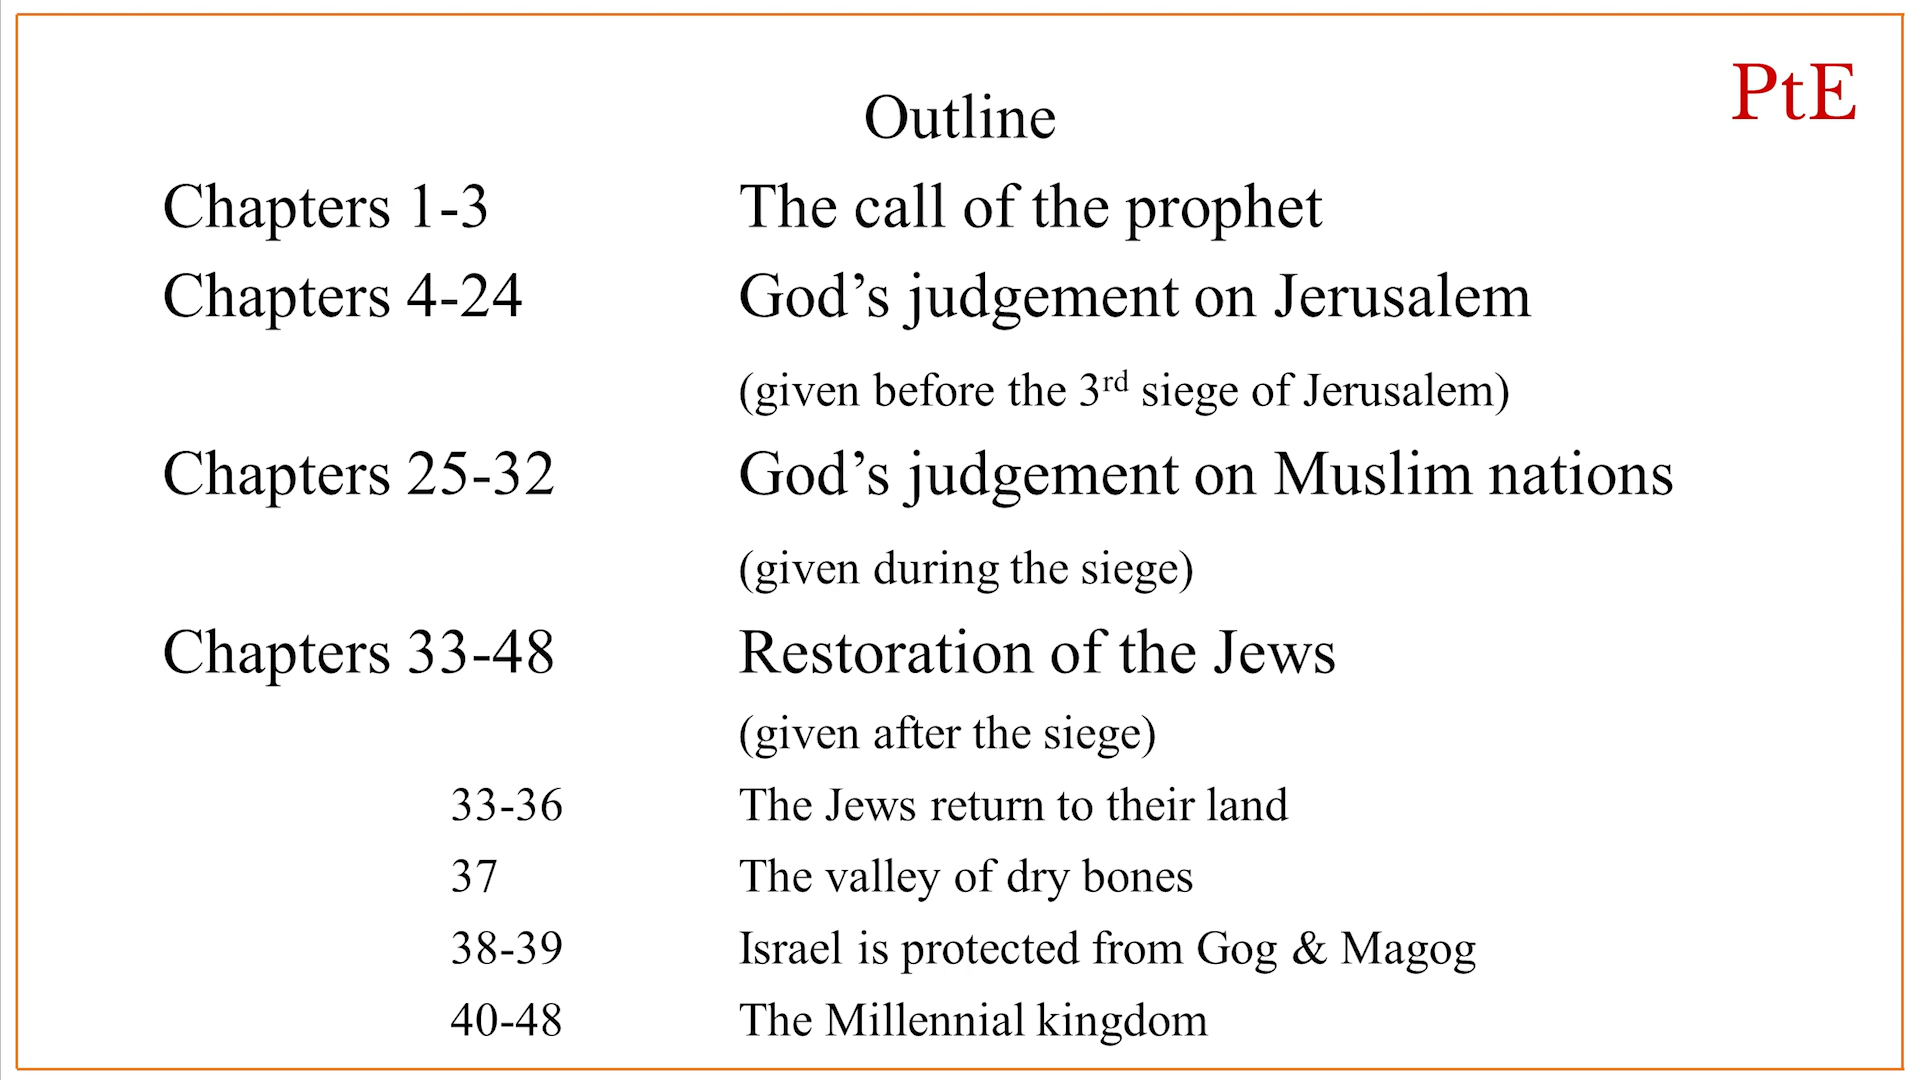 PtE
Outline
Chapters 1-3 The call of the prophet
Chapters 4-24 God’s judgement on Jerusalem
(given before the 3rd siege of Jerusalem)
Chapters 25-32 God’s judgement on Muslim nations
(given during the siege)
Chapters 33-48 Restoration of the Jews
(given after the siege)
33-36 The Jews return to their land
37 The valley of dry bones
38-39 Israel is protected from Gog & Magog
40-48 The Millennial kingdom